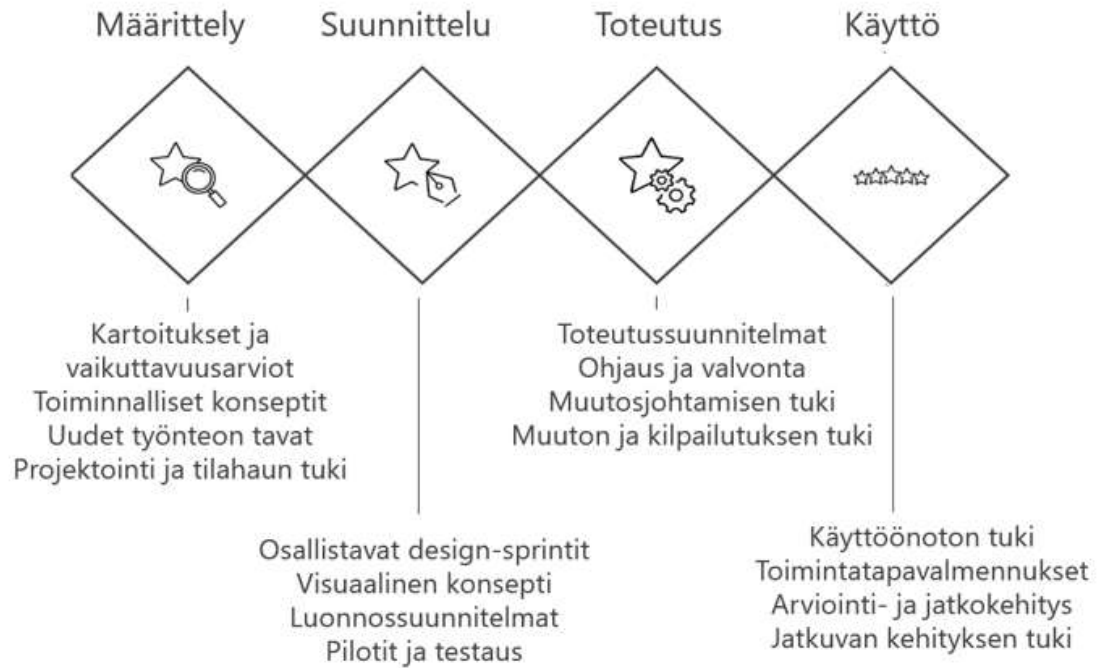 Määrittely
Suunnittelu
Toteutus
Käyttö
Kartoitukset ja
vaikuttavuusarviot
Toiminnalliset konseptit
Uudet työnteon tavat
Projektointi ja tilahaun tuki
Osallistavat design-sprintit
Visuaalinen konsepti
Luonnossuunnitelmat
Pilotit ja testaus
Toteutussuunnitelmat
Ohjaus ja valvonta
Muutosjohtamisen tuki
Muuton ja kilpailutuksen tuki
Käyttöönoton tuki
Toimintatapavalmennukset
Arviointi- ja jatkokehitys
Jatkuvan kehityksen tuki